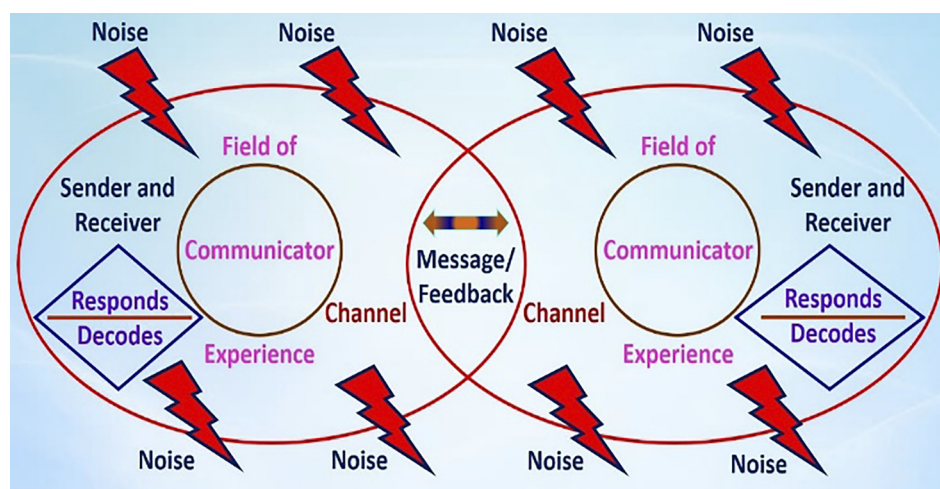 Noise
Noise
Noise
Noise
Field of
Field of
Sender and
Receiver
Sender and
Receiver
Communicator
Message/
Feedback
Communicator
Responds
Decodes
Channel
Channel
Responds
Decodes
Experience
Experience
Noise
Noise
Noise
Noise